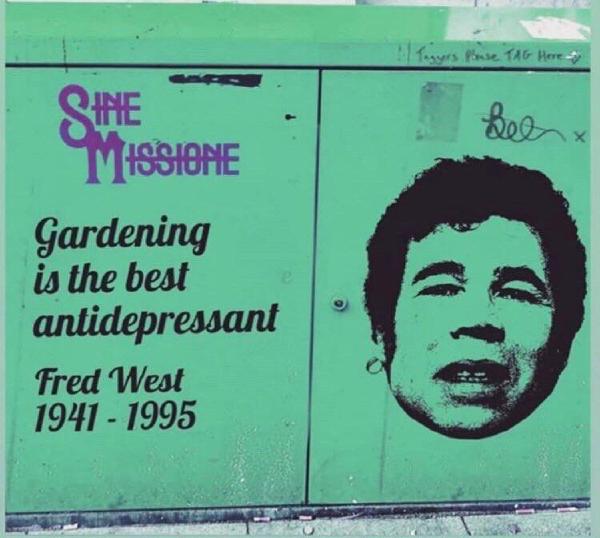 Taggers Please TAG Here
SINE
MISSIONE
Gardening
is the best
antidepressant
Fred West
1941 - 1995